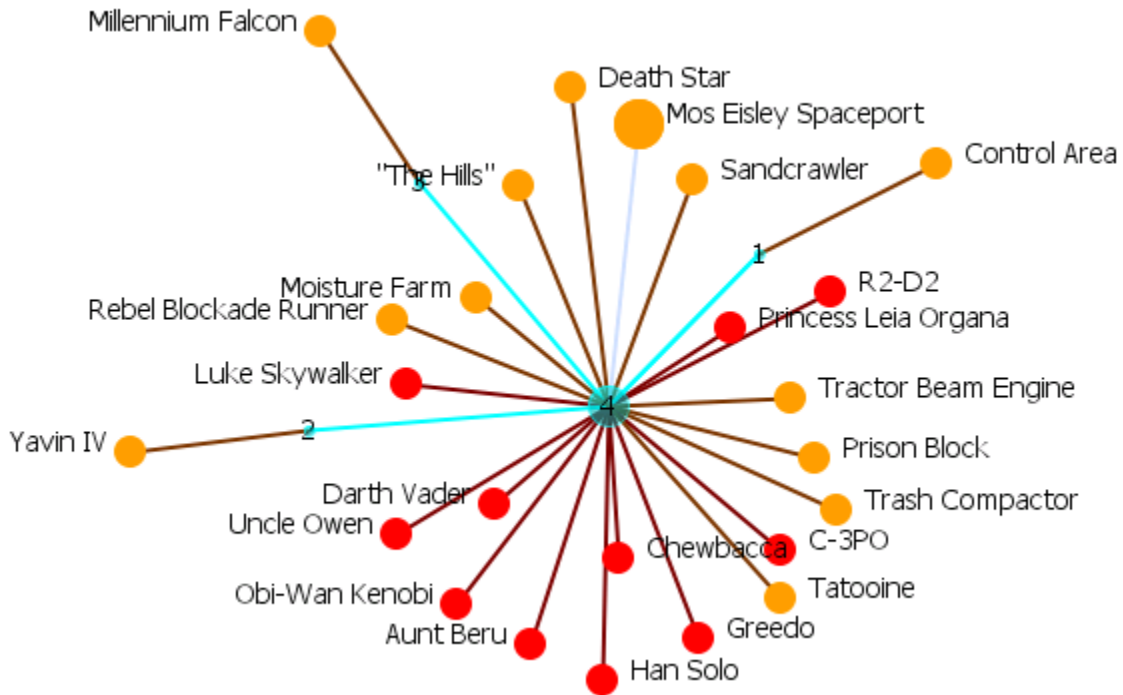 Millennium Falcon
Death Star
Mos Eisley Spaceport
Control Area
"The Hills"
3
Sandcrawler
1
R2-D2
Moisture Farm
Rebel Blockade Runner
Princess Leia Organa
Luke Skywalker
Tractor Beam Engine
4
2
Yavin IV
Prison Block
Darth Vader
Trash Compactor
Uncle Owen
Chewbacca
C-3PO
Tatooine
Obi-Wan Kenobi
Aunt Beru
Greedo
Han Solo